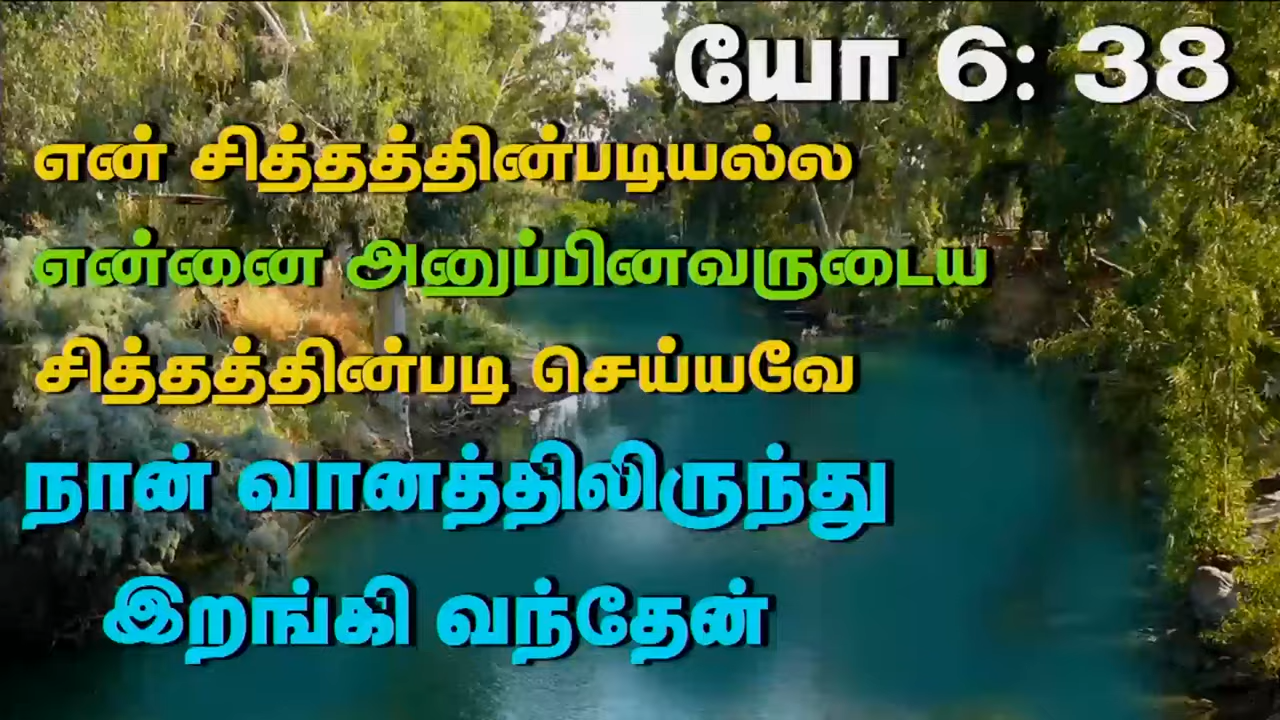 யோ 6: 38
என் சித்தத்தின்படியல்ல
என்னை அனுப்பினவருடைய
சித்தத்தின்படி செய்யவே
நான் வானத்திலிருந்து
இறங்கி வந்தேன்